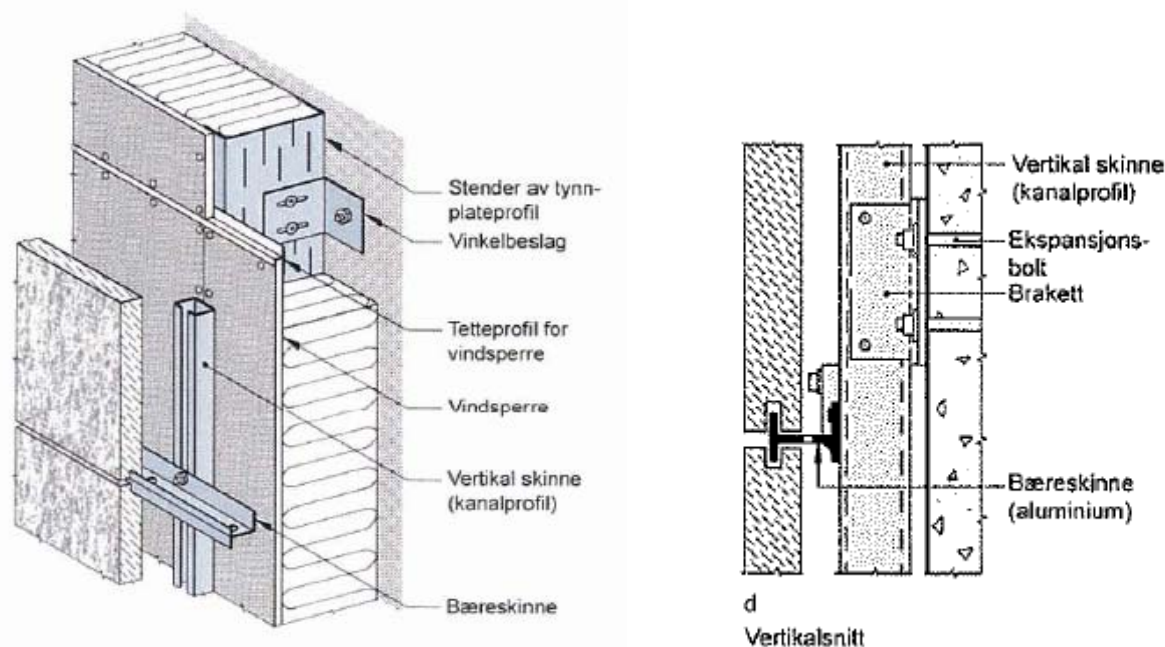 Stender av tynn-
plateprofil
Vinkelbeslag
Tetteprofil for
vindsperre
Vindsperre
Vertikal skinne
(kanalprofil)
Bæreskinne
Vertikal skinne
(kanalprofil)
Ekspansjons-
bolt
Brakett
Bæreskinne
(aluminium)
d
Vertikalsnitt